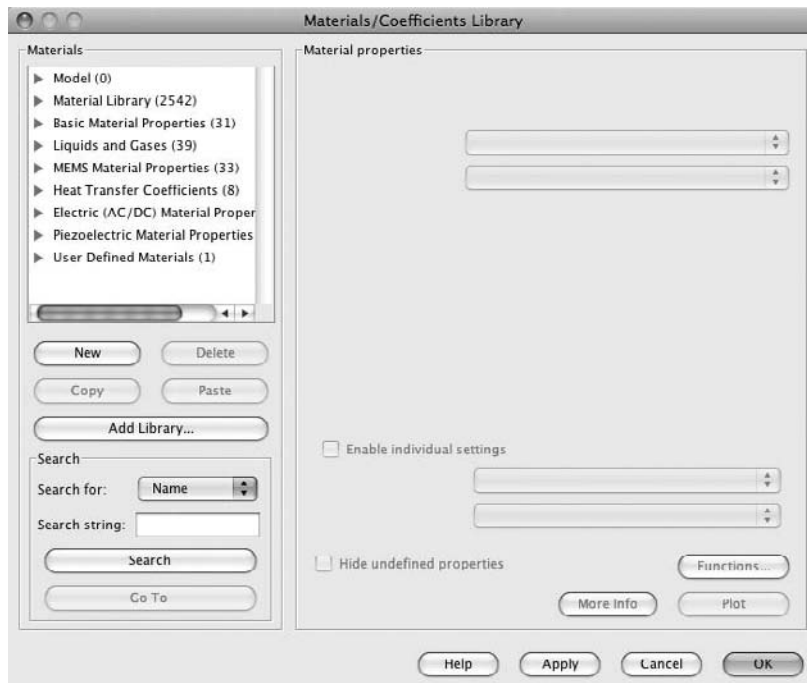 Materials/Coefficients Library
Materials
Model (0)
Material Library (2542)
Basic Material Properties (31)
Liquids and Gases (39)
MEMS Material Properties (33)
Heat Transfer Coefficients (8)
Electric (AC/DC) Material Proper
Piezoelectric Material Properties
User Defined Materials (1)
New
Delete
Copy
Paste
Add Library...
Search
Search for:
Name
Search string:
Search
Go To
Material properties
Enable individual settings
Hide undefined properties
Functions...
More Info
Plot
Help
Apply
Cancel
OK